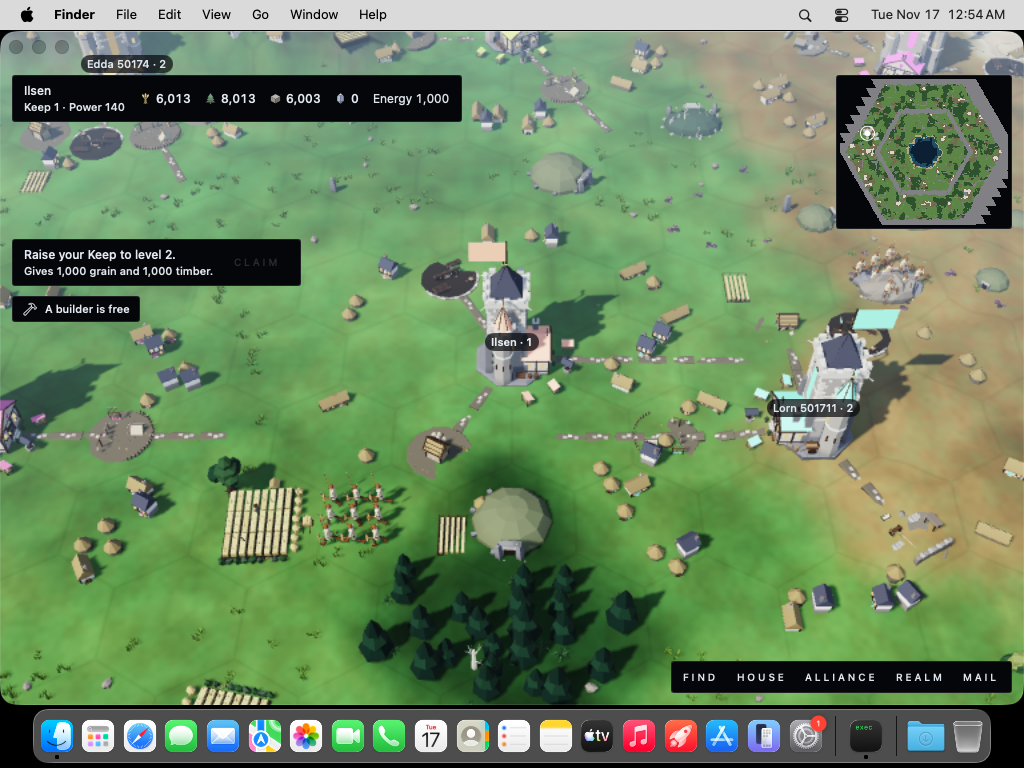 Finder File Edit View Go Window Help
Tue Nov 17 12:54 AM
Edda 50174 · 2
Ilsen
Keep 1 · Power 140
6,013 8,013 6,003 0 Energy 1,000
Raise your Keep to level 2.
Gives 1,000 grain and 1,000 timber.
CLAIM
A builder is free
Ilsen · 1
Lorn 501711 · 2
FIND HOUSE ALLIANCE REALM MAIL
Tue
17
tv
1
exec